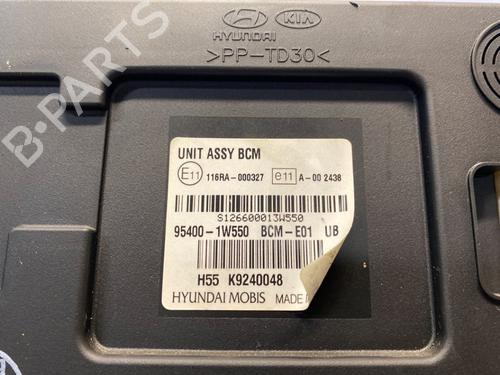 HYUNDAI KIA
>PP-TD30<
UNIT ASSY BCM
E11 116RA-000327 e11 A-00 2438
S126600013W550
95400-1W550 BCM-E01 UB
H55 K9240048
HYUNDAI MOBIS MADE
B-PARTS